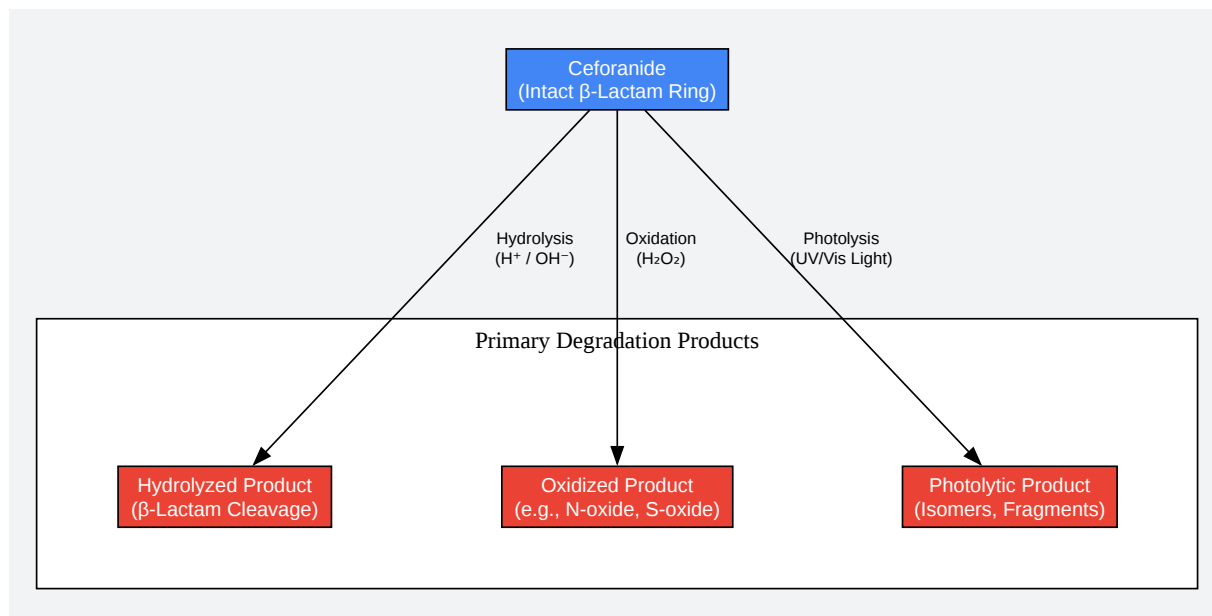 Ceforanide
(Intact β-Lactam Ring)
Hydrolysis
(H⁺ / OH⁻)
Oxidation
(H₂O₂)
Photolysis
(UV/Vis Light)
Primary Degradation Products
Hydrolyzed Product
(β-Lactam Cleavage)
Oxidized Product
(e.g., N-oxide, S-oxide)
Photolytic Product
(Isomers, Fragments)